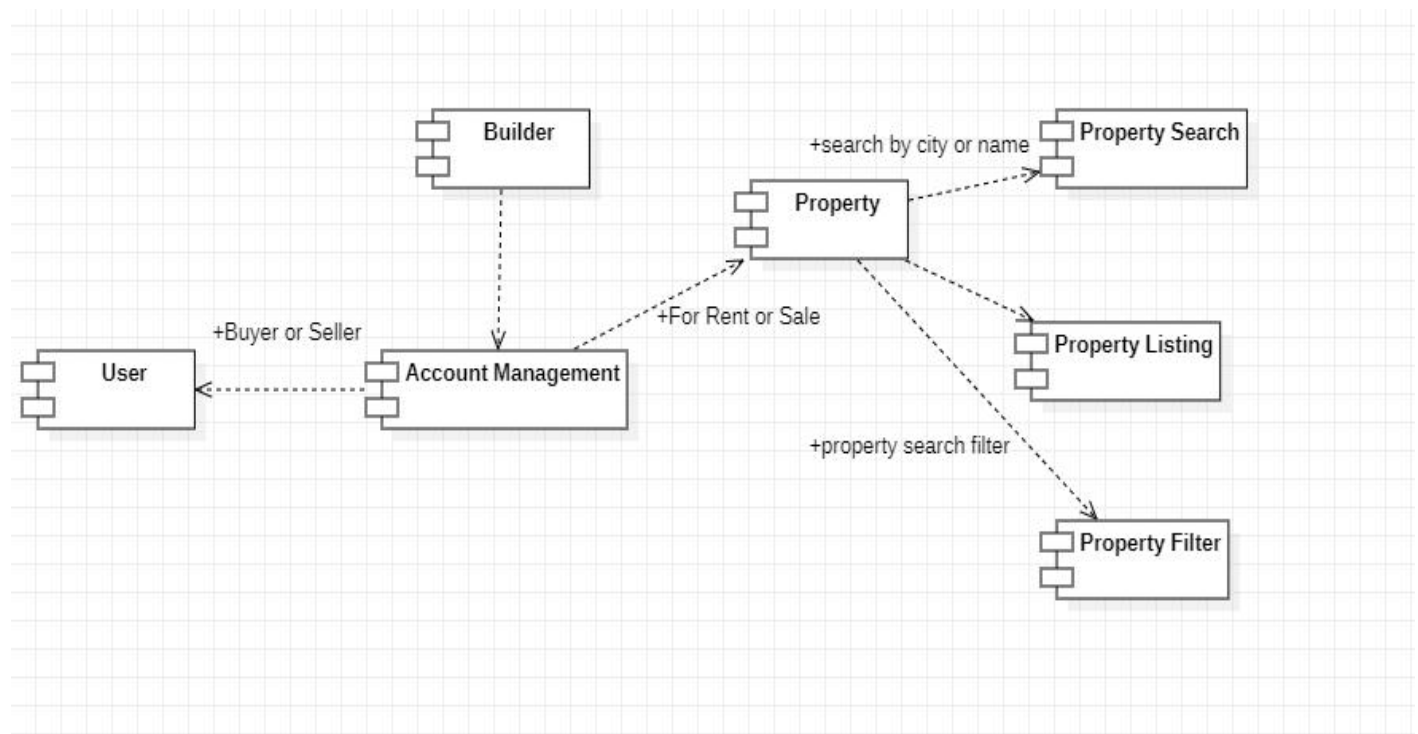 Builder
+search by city or name
Property Search
Property
+For Rent or Sale
+Buyer or Seller
User
Account Management
Property Listing
+property search filter
Property Filter